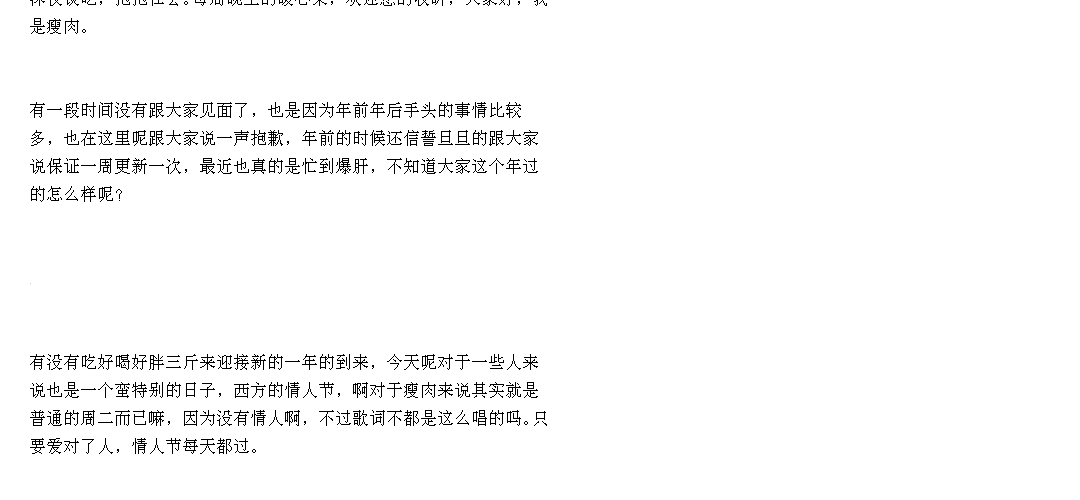 是瘦肉。
有一段时间没有跟大家见面了，也是因为年前年后手头的事情比较
多，也在这里呢跟大家说一声抱歉，年前的时候还信誓旦旦的跟大家
说保证一周更新一次，最近也真的是忙到爆肝，不知道大家这个年过
的怎么样呢？
有没有吃好喝好胖三斤来迎接新的一年的到来，今天呢对于一些人来
说也是一个蛮特别的日子，西方的情人节，啊对于瘦肉来说其实就是
普通的周二而已嘛，因为没有情人啊，不过歌词不都是这么唱的吗。只
要爱对了人，情人节每天都过。